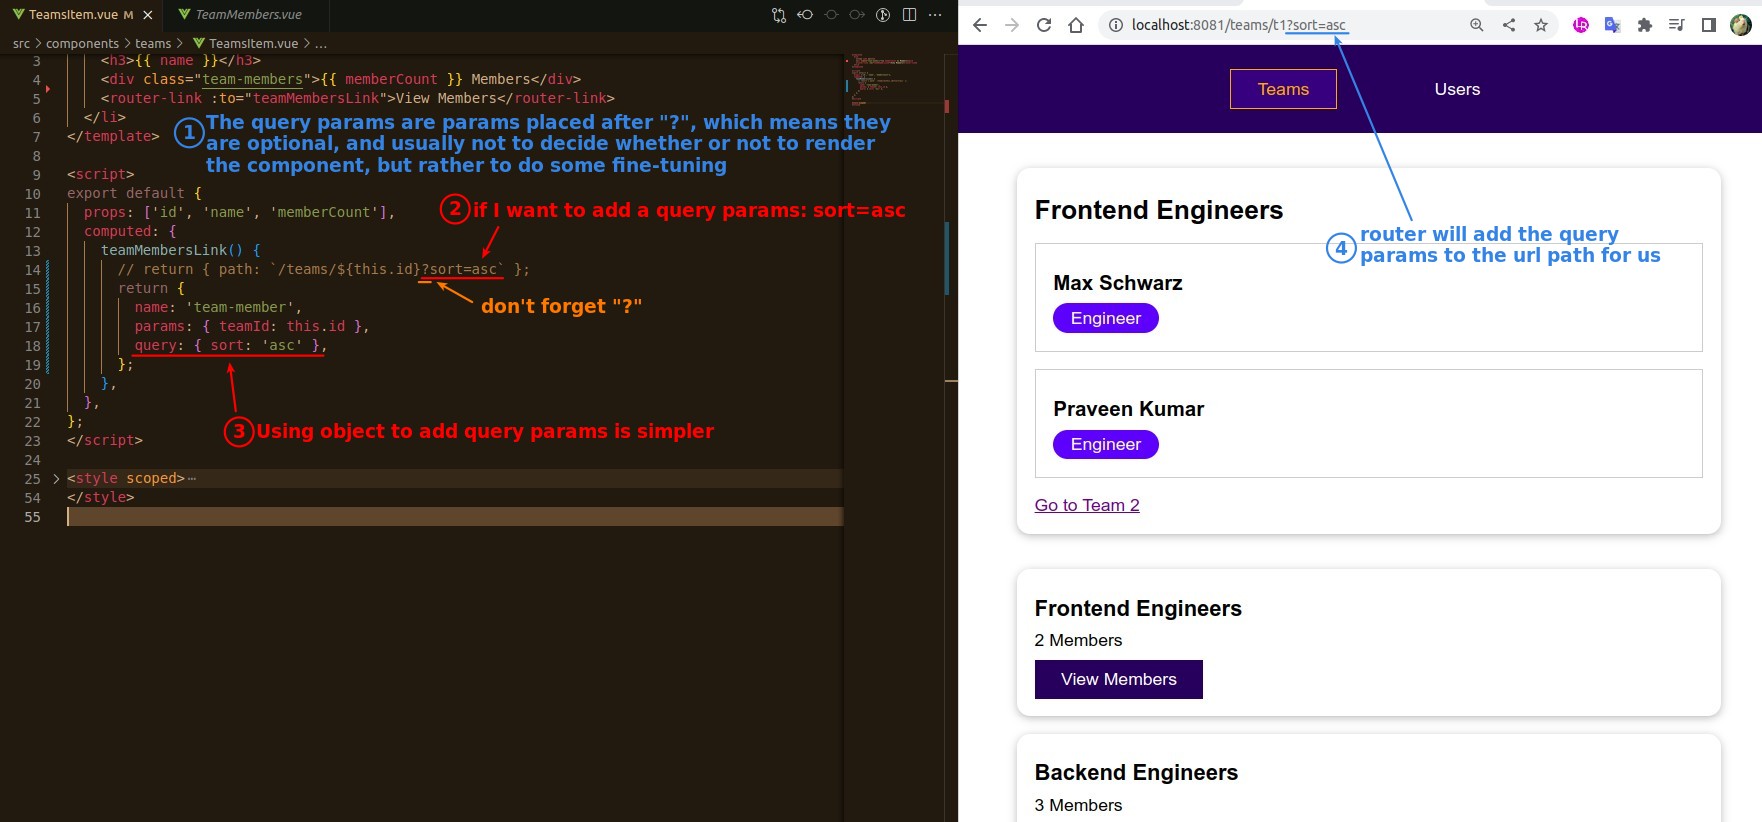 TeamsItem.vue M
TeamMembers.vue
src > components > teams > TeamsItem.vue > ...
3 <h3>{{ name }}</h3>
4 <div class="team-members">{{ memberCount }} Members</div>
5 <router-link :to="teamMembersLink">View Members</router-link>
6 </li>
7 </template>
① The query params are params placed after "?", which means they
are optional, and usually not to decide whether or not to render
the component, but rather to do some fine-tuning
8
9 <script>
10 export default {
11 props: ['id', 'name', 'memberCount'],
② if I want to add a query params: sort=asc
12 computed: {
13 teamMembersLink() {
14 // return { path: `/teams/${this.id}?sort=asc` };
15 return {
don't forget "?"
16 name: 'team-member',
17 params: { teamId: this.id },
18 query: { sort: 'asc' },
19 };
20 },
21 },
22 };
③ Using object to add query params is simpler
23 </script>
24
25 <style scoped>⋯
54 </style>
55
localhost:8081/teams/t1?sort=asc
Teams
Users
④ router will add the query
params to the url path for us
Frontend Engineers
Max Schwarz
Engineer
Praveen Kumar
Engineer
Go to Team 2
Frontend Engineers
2 Members
View Members
Backend Engineers
3 Members